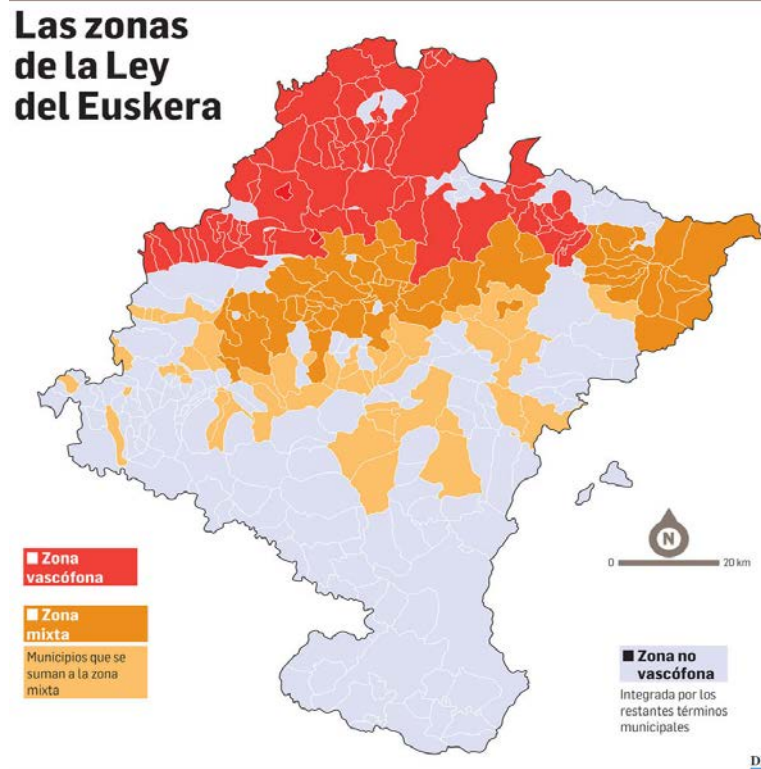 Las zonas
de la Ley
del Euskera
N
0 20 km
Zona
vascófona
Zona
mixta
Municipios que se
suman a la zona
mixta
Zona no
vascófona
Integrada por los
restantes términos
municipales
D